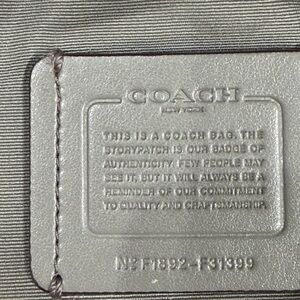 COACH
NEW YORK
THIS IS A COACH BAG. THE
STORYPATCH IS OUR BADGE OF
AUTHENTICITY. FEW PEOPLE MAY
SEE IT, BUT IT WILL ALWAYS BE A
REMINDER OF OUR COMMITMENT
TO QUALITY AND CRAFTSMANSHIP.
Nº F1892-F31399